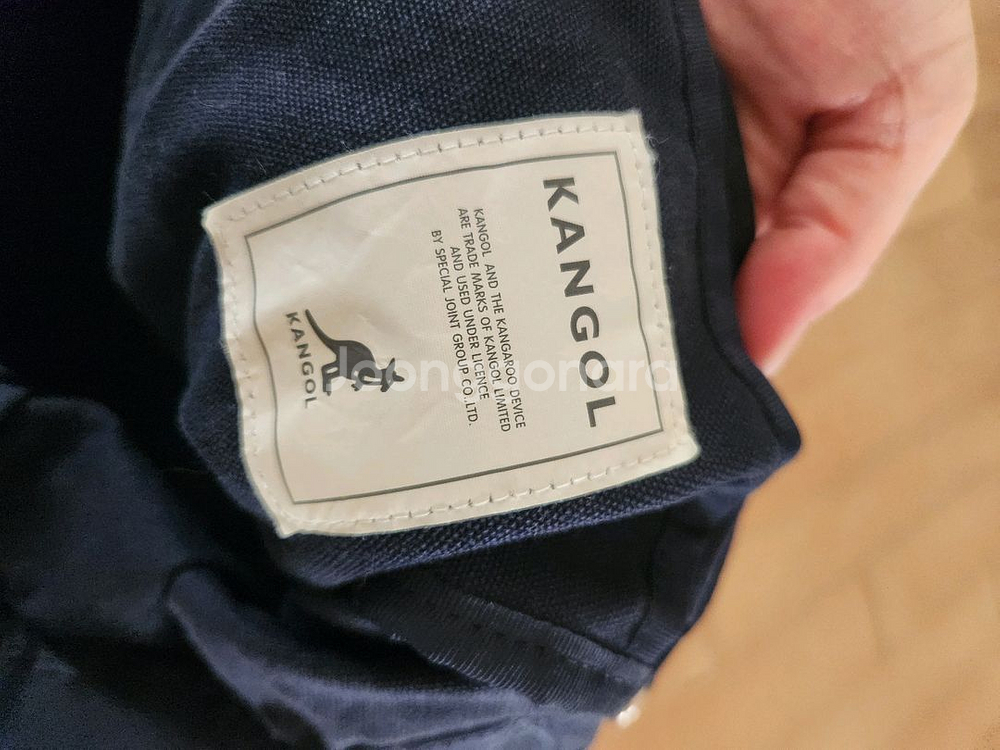 KANGOL
KANGOL AND THE KANGAROO DEVICE
ARE TRADE MARKS OF KANGOL LIMITED
AND USED UNDER LICENCE
BY SPECIAL JOINT GROUP CO.,LTD.
KANGOL